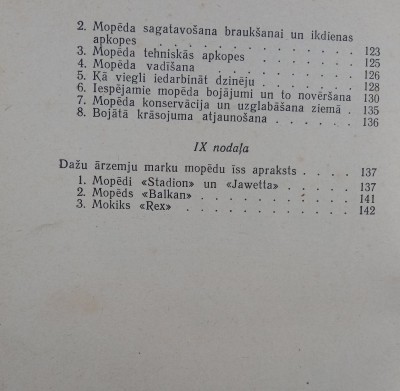 2. Mopēda sagatavošana braukšanai un ikdienas
apkopes . . . . . . . . . . . . . 123
3. Mopēda tehniskās apkopes . . . . . . . 125
4. Mopēda vadīšana . . . . . . . . . . 126
5. Kā viegli iedarbināt dzinēju . . . . . . . 128
6. Iespējamie mopēda bojājumi un to novēršana 130
7. Mopēda konservācija un uzglabāšana ziemā . 135
8. Bojātā krāsojuma atjaunošana . . . . . . 136
IX nodaļa
Dažu ārzemju marku mopēdu īss apraksts . . . . 137
1. Mopēdi «Stadion» un «Jawetta» . . . . . . 137
2. Mopēds «Balkan» . . . . . . . . . . 141
3. Mokiks «Rex» . . . . . . . . . . . 142